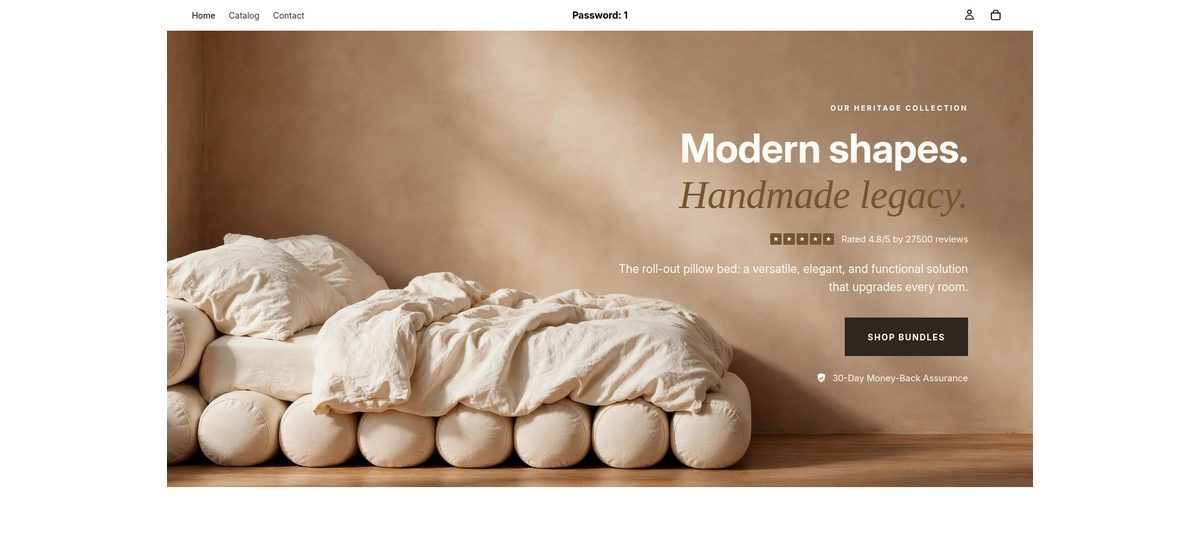 Home Catalog Contact
Password: 1
OUR HERITAGE COLLECTION
Modern shapes.
Handmade legacy.
Rated 4.8/5 by 27500 reviews
The roll-out pillow bed: a versatile, elegant, and functional solution
that upgrades every room.
SHOP BUNDLES
30-Day Money-Back Assurance